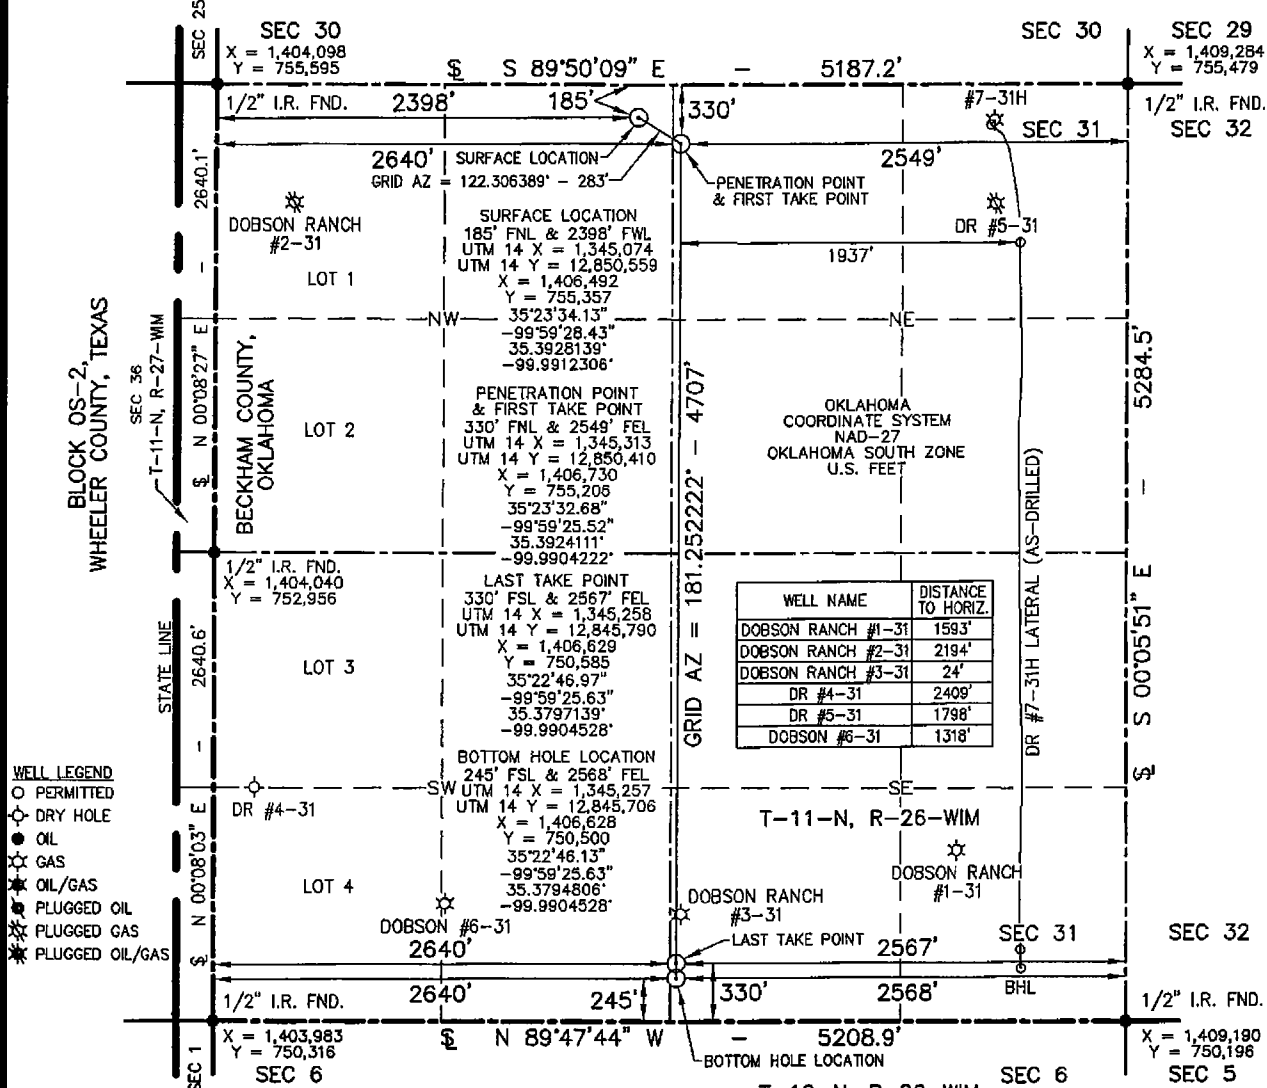 SEC 25
SEC 30
X = 1,404,098
Y = 755,595
S 89°50'09" E - 5187.2'
SEC 30
SEC 29
X = 1,409,284
Y = 755,479
1/2" I.R. FND.
2398'
185'
330'
#7-31H
1/2" I.R. FND.
SEC 31
SEC 32
2640'
SURFACE LOCATION
2549'
GRID AZ = 122.306389° - 283'
PENETRATION POINT
& FIRST TAKE POINT
2640.1'
DOBSON RANCH
#2-31
DR #5-31
1937'
LOT 1
SURFACE LOCATION
185' FNL & 2398' FWL
UTM 14 X = 1,345,074
UTM 14 Y = 12,850,559
X = 1,406,492
Y = 755,357
35°23'34.13"
-99°59'28.43"
35.3928139°
-99.9912306°
NW
NE
BLOCK OS-2,
WHEELER COUNTY, TEXAS
SEC 36
T-11-N, R-27-WIM
N 00°08'27" E
BECKHAM COUNTY,
OKLAHOMA
LOT 2
PENETRATION POINT
& FIRST TAKE POINT
330' FNL & 2549' FEL
UTM 14 X = 1,345,313
UTM 14 Y = 12,850,410
X = 1,406,730
Y = 755,206
35°23'32.68"
-99°59'25.52"
35.3924111°
-99.9904222°
GRID AZ = 181.252222° - 4707'
OKLAHOMA
COORDINATE SYSTEM
NAD-27
OKLAHOMA SOUTH ZONE
U.S. FEET
5284.5'
S 00°05'51" E
DR #7-31H LATERAL (AS-DRILLED)
1/2" I.R. FND.
X = 1,404,040
Y = 752,956
STATE LINE
2640.6'
LOT 3
LAST TAKE POINT
330' FSL & 2567' FEL
UTM 14 X = 1,345,258
UTM 14 Y = 12,845,790
X = 1,406,629
Y = 750,585
35°22'46.97"
-99°59'25.63"
35.3797139°
-99.9904528°
WELL NAME DISTANCE TO HORIZ.
DOBSON RANCH #1-31 1593'
DOBSON RANCH #2-31 2194'
DOBSON RANCH #3-31 24'
DR #4-31 2409'
DR #5-31 1798'
DOBSON #6-31 1318'
BOTTOM HOLE LOCATION
245' FSL & 2568' FEL
UTM 14 X = 1,345,257
UTM 14 Y = 12,845,706
X = 1,406,628
Y = 750,500
35°22'46.13"
-99°59'25.63"
35.3794806°
-99.9904528°
WELL LEGEND
PERMITTED
DRY HOLE
OIL
GAS
OIL/GAS
PLUGGED OIL
PLUGGED GAS
PLUGGED OIL/GAS
DR #4-31
SW
SE
T-11-N, R-26-WIM
N 00°08'03" E
LOT 4
DOBSON #6-31
DOBSON RANCH
#1-31
DOBSON RANCH
#3-31
LAST TAKE POINT
SEC 31
SEC 32
2640'
2567'
1/2" I.R. FND.
2640'
245'
330'
2568'
BHL
1/2" I.R. FND.
X = 1,403,983
Y = 750,316
N 89°47'44" W - 5208.9'
X = 1,409,190
Y = 750,196
BOTTOM HOLE LOCATION
SEC 1
SEC 6
SEC 6
SEC 5